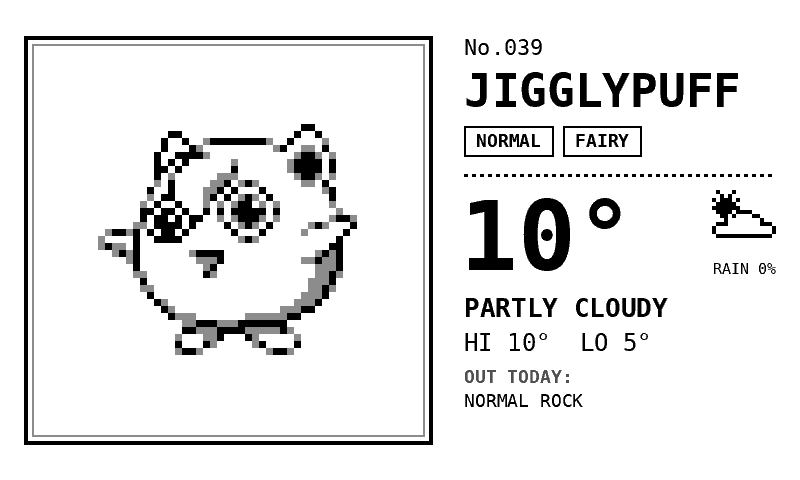 No.039
JIGGLYPUFF
NORMAL FAIRY
10°
RAIN 0%
PARTLY CLOUDY
HI 10° LO 5°
OUT TODAY:
NORMAL ROCK